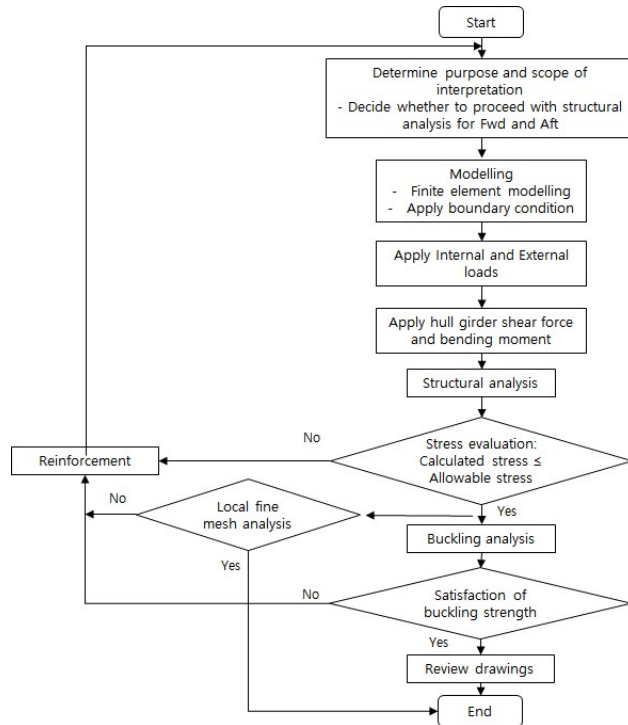 Start
Determine purpose and scope of
interpretation
- Decide whether to proceed with structural
analysis for Fwd and Aft
Modelling
- Finite element modelling
- Apply boundary condition
Apply Internal and External
loads
Apply hull girder shear force
and bending moment
Structural analysis
No
Stress evaluation:
Calculated stress ≤
Allowable stress
Reinforcement
No
Local fine
mesh analysis
Yes
Yes
Buckling analysis
No
Satisfaction of
buckling strength
Yes
Review drawings
End